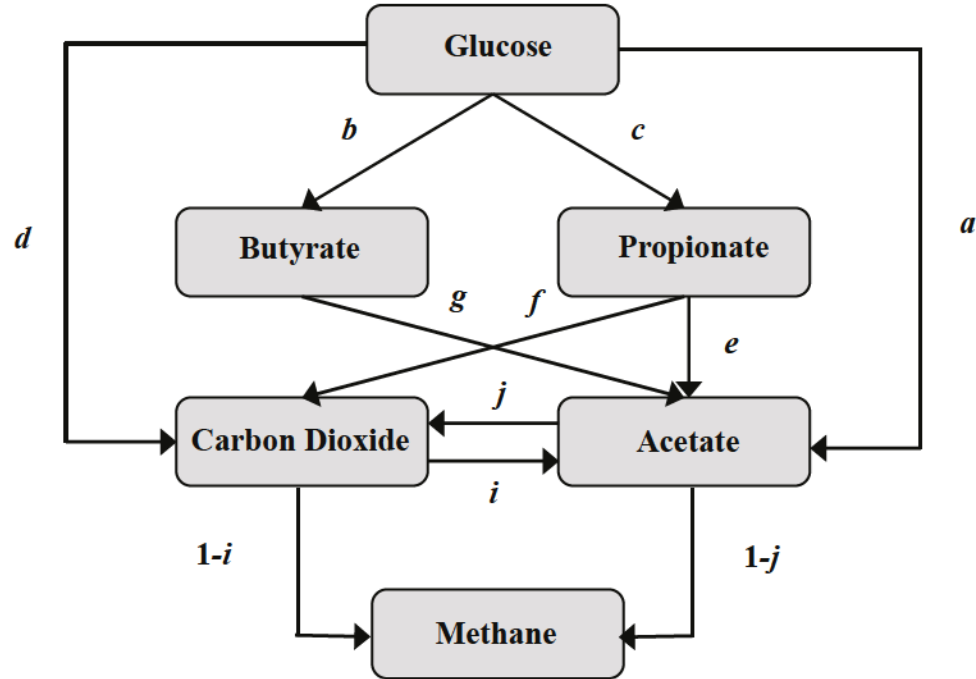 Glucose
b
c
d
a
Butyrate
Propionate
g
f
e
j
Carbon Dioxide
Acetate
i
1-i
1-j
Methane